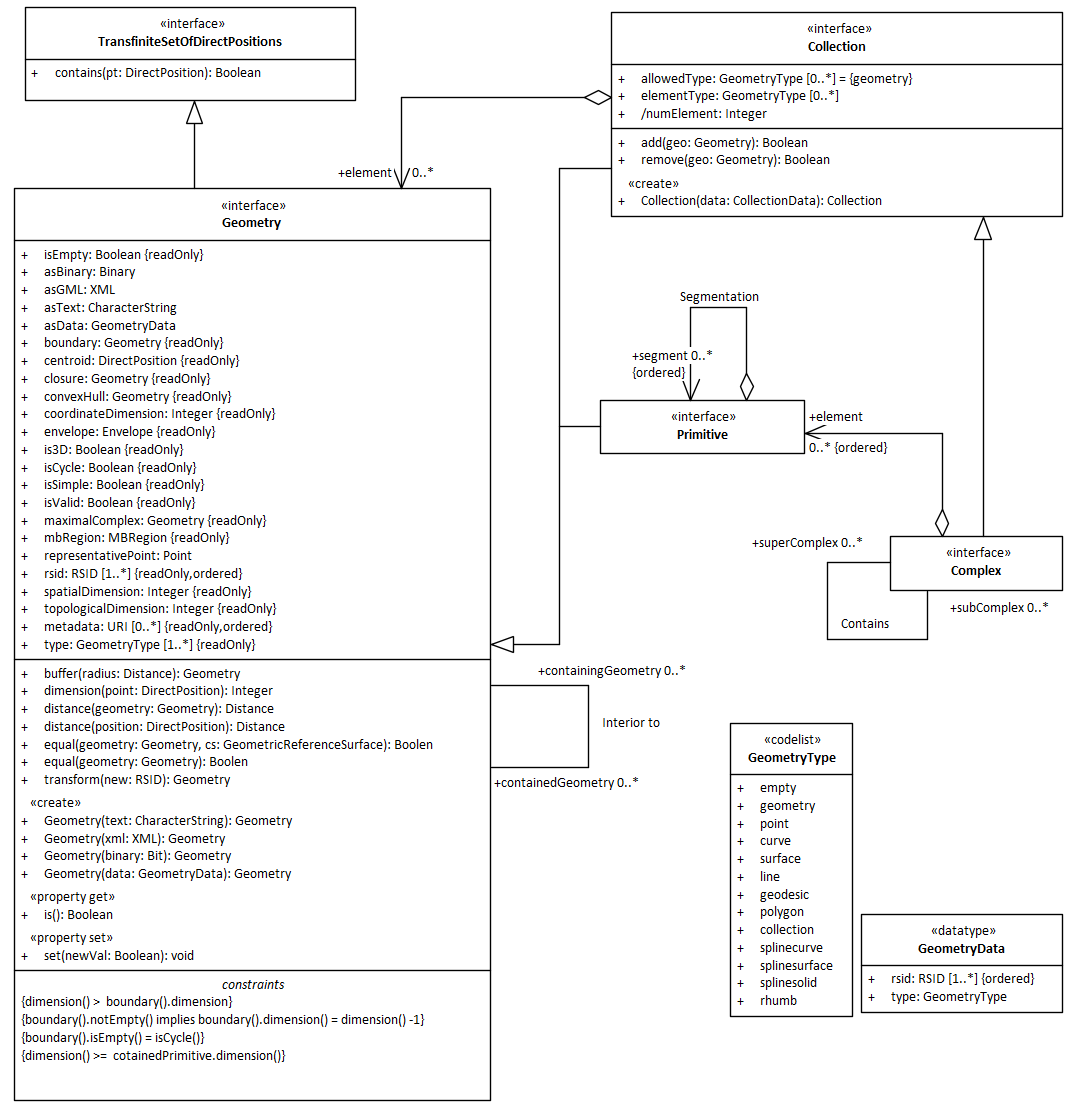 «interface»
TransfiniteSetOfDirectPositions
+ contains(pt: DirectPosition): Boolean
«interface»
Collection
+ allowedType: GeometryType [0..*] = {geometry}
+ elementType: GeometryType [0..*]
+ /numElement: Integer
+ add(geo: Geometry): Boolean
+ remove(geo: Geometry): Boolean
«create»
+ Collection(data: CollectionData): Collection
+element 0..*
«interface»
Geometry
+ isEmpty: Boolean {readOnly}
+ asBinary: Binary
+ asGML: XML
+ asText: CharacterString
+ asData: GeometryData
+ boundary: Geometry {readOnly}
+ centroid: DirectPosition {readOnly}
+ closure: Geometry {readOnly}
+ convexHull: Geometry {readOnly}
+ coordinateDimension: Integer {readOnly}
+ envelope: Envelope {readOnly}
+ is3D: Boolean {readOnly}
+ isCycle: Boolean {readOnly}
+ isSimple: Boolean {readOnly}
+ isValid: Boolean {readOnly}
+ maximalComplex: Geometry {readOnly}
+ mbRegion: MBRegion {readOnly}
+ representativePoint: Point
+ rsid: RSID [1..*] {readOnly,ordered}
+ spatialDimension: Integer {readOnly}
+ topologicalDimension: Integer {readOnly}
+ metadata: URI [0..*] {readOnly,ordered}
+ type: GeometryType [1..*] {readOnly}
+ buffer(radius: Distance): Geometry
+ dimension(point: DirectPosition): Integer
+ distance(geometry: Geometry): Distance
+ distance(position: DirectPosition): Distance
+ equal(geometry: Geometry, cs: GeometricReferenceSurface): Boolen
+ equal(geometry: Geometry): Boolen
+ transform(new: RSID): Geometry
«create»
+ Geometry(text: CharacterString): Geometry
+ Geometry(xml: XML): Geometry
+ Geometry(binary: Bit): Geometry
+ Geometry(data: GeometryData): Geometry
«property get»
+ is(): Boolean
«property set»
+ set(newVal: Boolean): void
constraints
{dimension() > boundary().dimension}
{boundary().notEmpty() implies boundary().dimension() = dimension() -1}
{boundary().isEmpty() = isCycle()}
{dimension() >= cotainedPrimitive.dimension()}
Segmentation
+segment 0..*
{ordered}
«interface»
Primitive
+element
0..* {ordered}
+superComplex 0..*
«interface»
Complex
+subComplex 0..*
Contains
+containingGeometry 0..*
Interior to
+containedGeometry 0..*
«codelist»
GeometryType
+ empty
+ geometry
+ point
+ curve
+ surface
+ line
+ geodesic
+ polygon
+ collection
+ splinecurve
+ splinesurface
+ splinesolid
+ rhumb
«datatype»
GeometryData
+ rsid: RSID [1..*] {ordered}
+ type: GeometryType